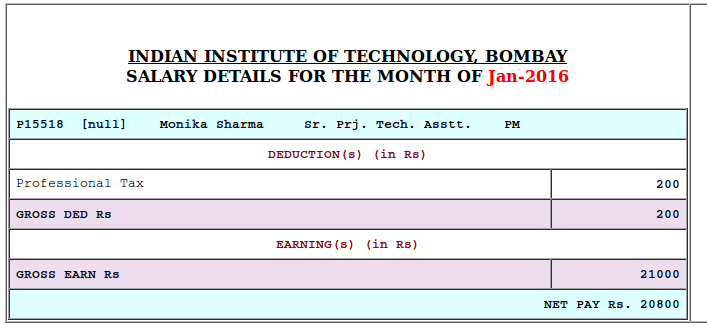 INDIAN INSTITUTE OF TECHNOLOGY, BOMBAY
SALARY DETAILS FOR THE MONTH OF Jan-2016
P15518 [null] Monika Sharma Sr. Prj. Tech. Asstt. PM
DEDUCTION(s) (in Rs)
Professional Tax 200
GROSS DED Rs 200
EARNING(s) (in Rs)
GROSS EARN Rs 21000
NET PAY Rs. 20800